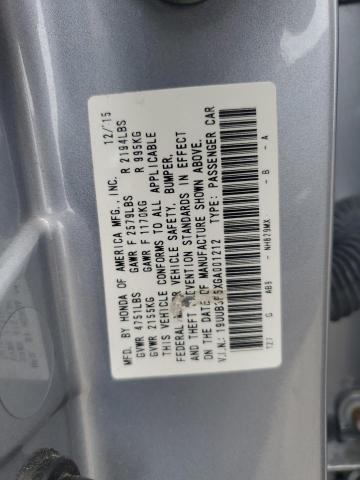 MFD. BY HONDA OF AMERICA MFG., INC. 12/15
GVWR 4751LBS GAWR F 2579LBS R 2194LBS
GVWR 2155KG GAWR F 1170KG R 995KG
THIS VEHICLE CONFORMS TO ALL APPLICABLE
FEDERAL MOTOR VEHICLE SAFETY, BUMPER,
AND THEFT PREVENTION STANDARDS IN EFFECT
ON THE DATE OF MANUFACTURE SHOWN ABOVE.
V.I.N.: 19UUB3F5XGA001212 TYPE: PASSENGER CAR
G AB9 - NH829MX - B - A